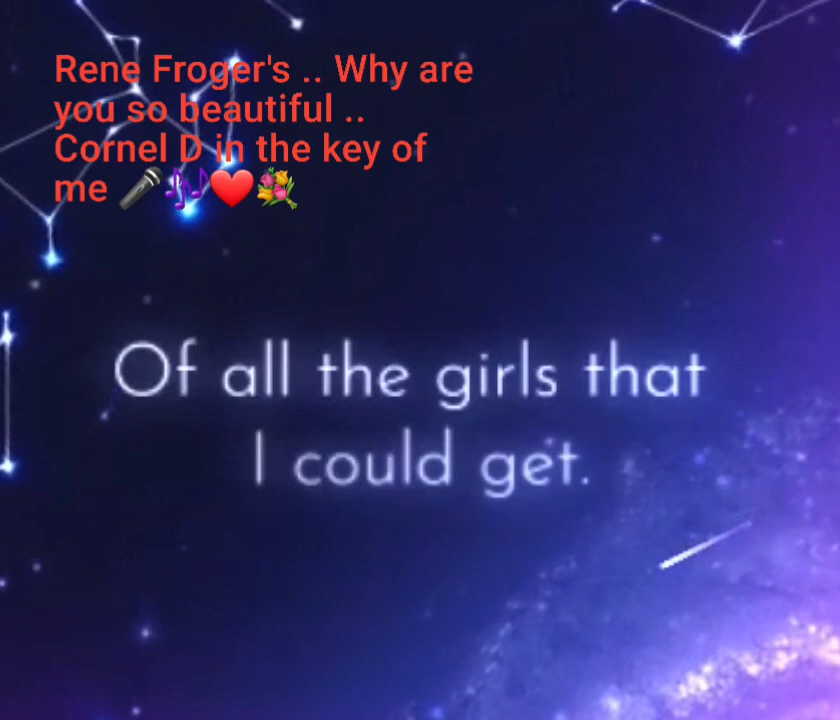 Rene Froger's .. Why are
you so beautiful ..
Cornel D in the key of
me 🎤🎶❤️💐
Of all the girls that
I could get.